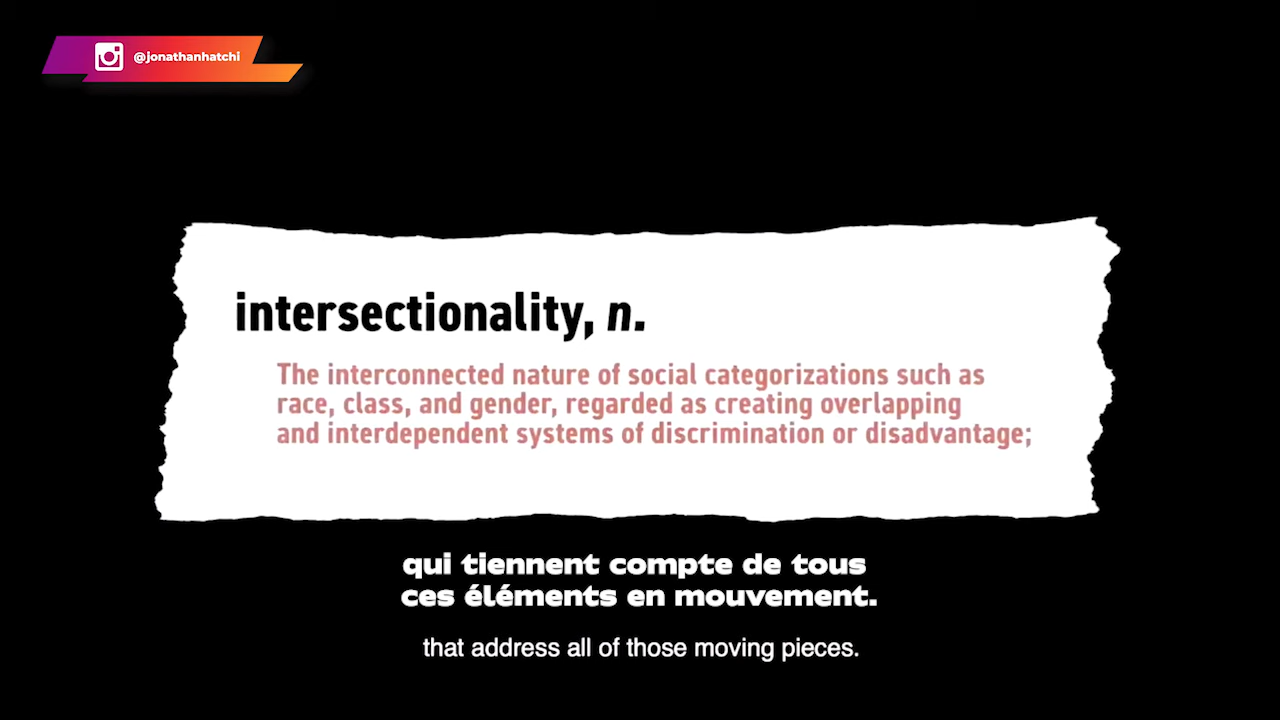 @jonathanhatchi
intersectionality, n.
The interconnected nature of social categorizations such as
race, class, and gender, regarded as creating overlapping
and interdependent systems of discrimination or disadvantage;
qui tiennent compte de tous
ces éléments en mouvement.
that address all of those moving pieces.